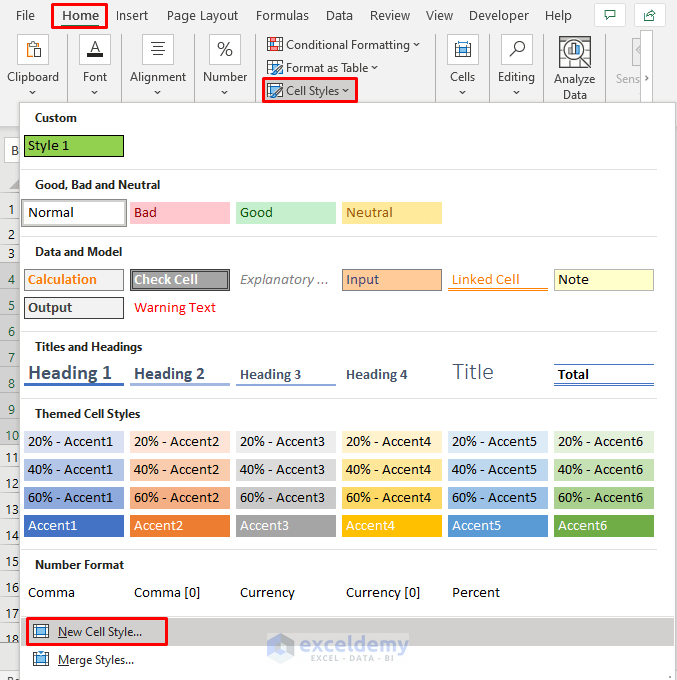 File Home Insert Page Layout Formulas Data Review View Developer Help
Clipboard Font Alignment Number Conditional Formatting Format as Table Cell Styles Cells Editing Analyze Data Sens
Custom
Style 1
Good, Bad and Neutral
Normal Bad Good Neutral
Data and Model
Calculation Check Cell Explanatory ... Input Linked Cell Note
Output Warning Text
Titles and Headings
Heading 1 Heading 2 Heading 3 Heading 4 Title Total
Themed Cell Styles
20% - Accent1 20% - Accent2 20% - Accent3 20% - Accent4 20% - Accent5 20% - Accent6
40% - Accent1 40% - Accent2 40% - Accent3 40% - Accent4 40% - Accent5 40% - Accent6
60% - Accent1 60% - Accent2 60% - Accent3 60% - Accent4 60% - Accent5 60% - Accent6
Accent1 Accent2 Accent3 Accent4 Accent5 Accent6
Number Format
Comma Comma [0] Currency Currency [0] Percent
New Cell Style...
Merge Styles...
exceldemy
EXCEL - DATA - BI
B
1
2
3
4
5
6
7
8
9
10
11
12
13
14
15
16
17
18